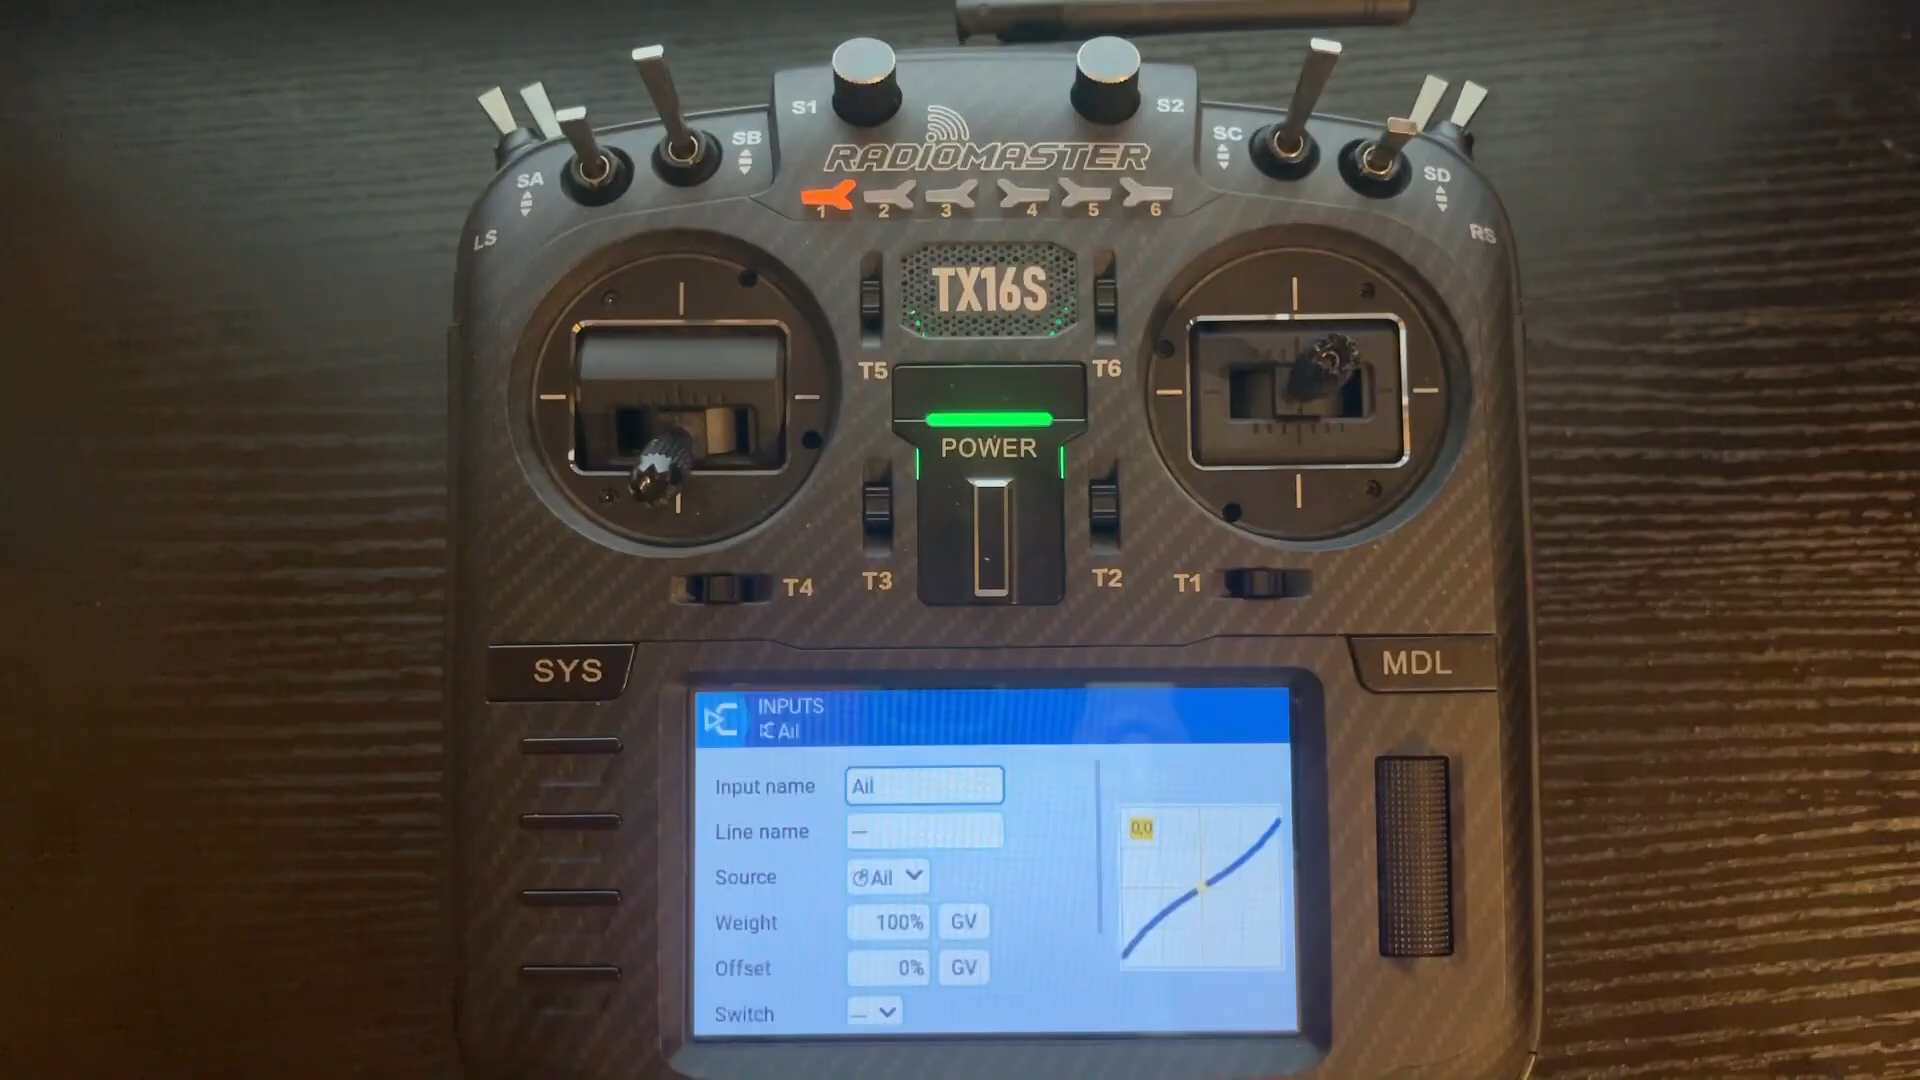 S1
S2
SB
SC
RADIOMASTER
SA
SD
1 2 3 4 5 6
LS
RS
TX16S
T5
T6
POWER
T4
T3
T2
T1
SYS
MDL
INPUTS
Ail
Input name Ail
Line name —
Source Ail
Weight 100% GV
Offset 0% GV
Switch —
0,0